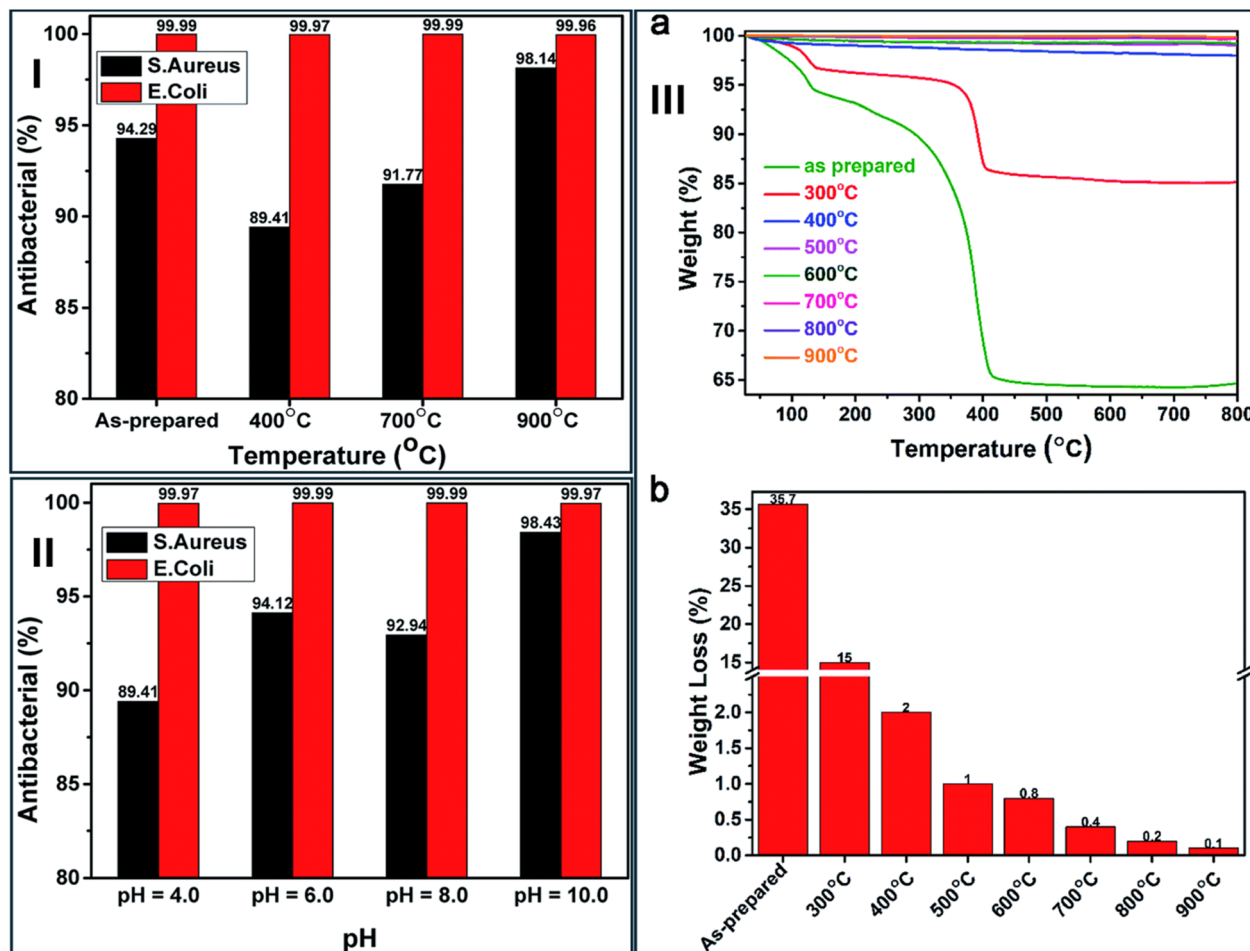 I
99.99
99.97
99.99
99.96
100
S.Aureus
E.Coli
98.14
95
94.29
91.77
90
89.41
85
80
Antibacterial (%)
As-prepared 400°C 700°C 900°C
Temperature (°C)
II
99.97
99.99
99.99
99.97
100
S.Aureus
E.Coli
98.43
95
94.12
92.94
90
89.41
85
80
Antibacterial (%)
pH = 4.0 pH = 6.0 pH = 8.0 pH = 10.0
pH
a
III
100
95
90
85
80
75
70
65
Weight (%)
as prepared
300°C
400°C
500°C
600°C
700°C
800°C
900°C
100 200 300 400 500 600 700 800
Temperature (°C)
b
35
30
25
20
15
2.0
1.5
1.0
0.5
0.0
Weight Loss (%)
35.7
15
2
1
0.8
0.4
0.2
0.1
As-prepared 300°C 400°C 500°C 600°C 700°C 800°C 900°C